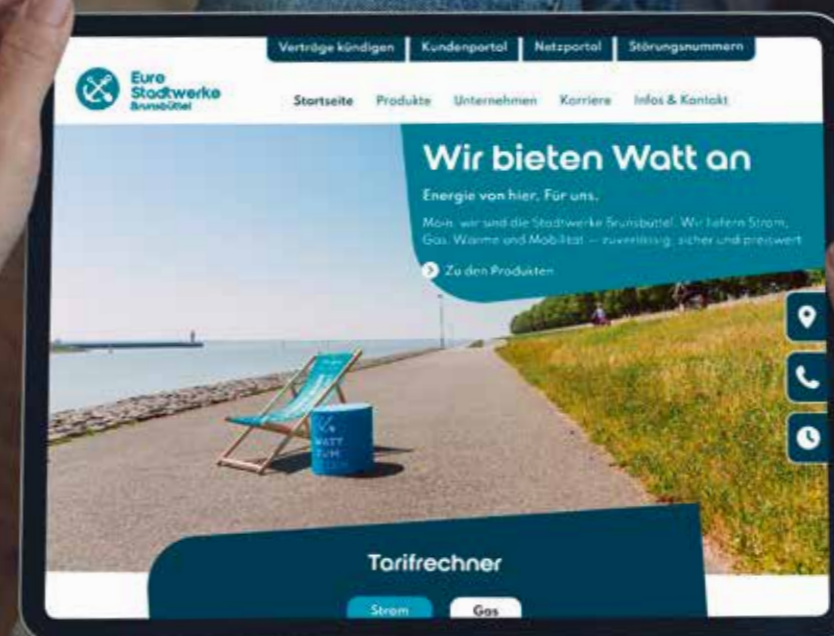 Verträge kündigen Kundenportal Netzportal Störungsnummern
Eure
Stadtwerke
Brunsbüttel
Startseite Produkte Unternehmen Karriere Infos & Kontakt
Wir bieten Watt an
Energie von hier. Für uns.
Moin, wir sind die Stadtwerke Brunsbüttel. Wir liefern Strom,
Gas, Wärme und Mobilität – zuverlässig, sicher und preiswert
Zu den Produkten
WATT
ZUM
Tarifrechner
Strom Gas